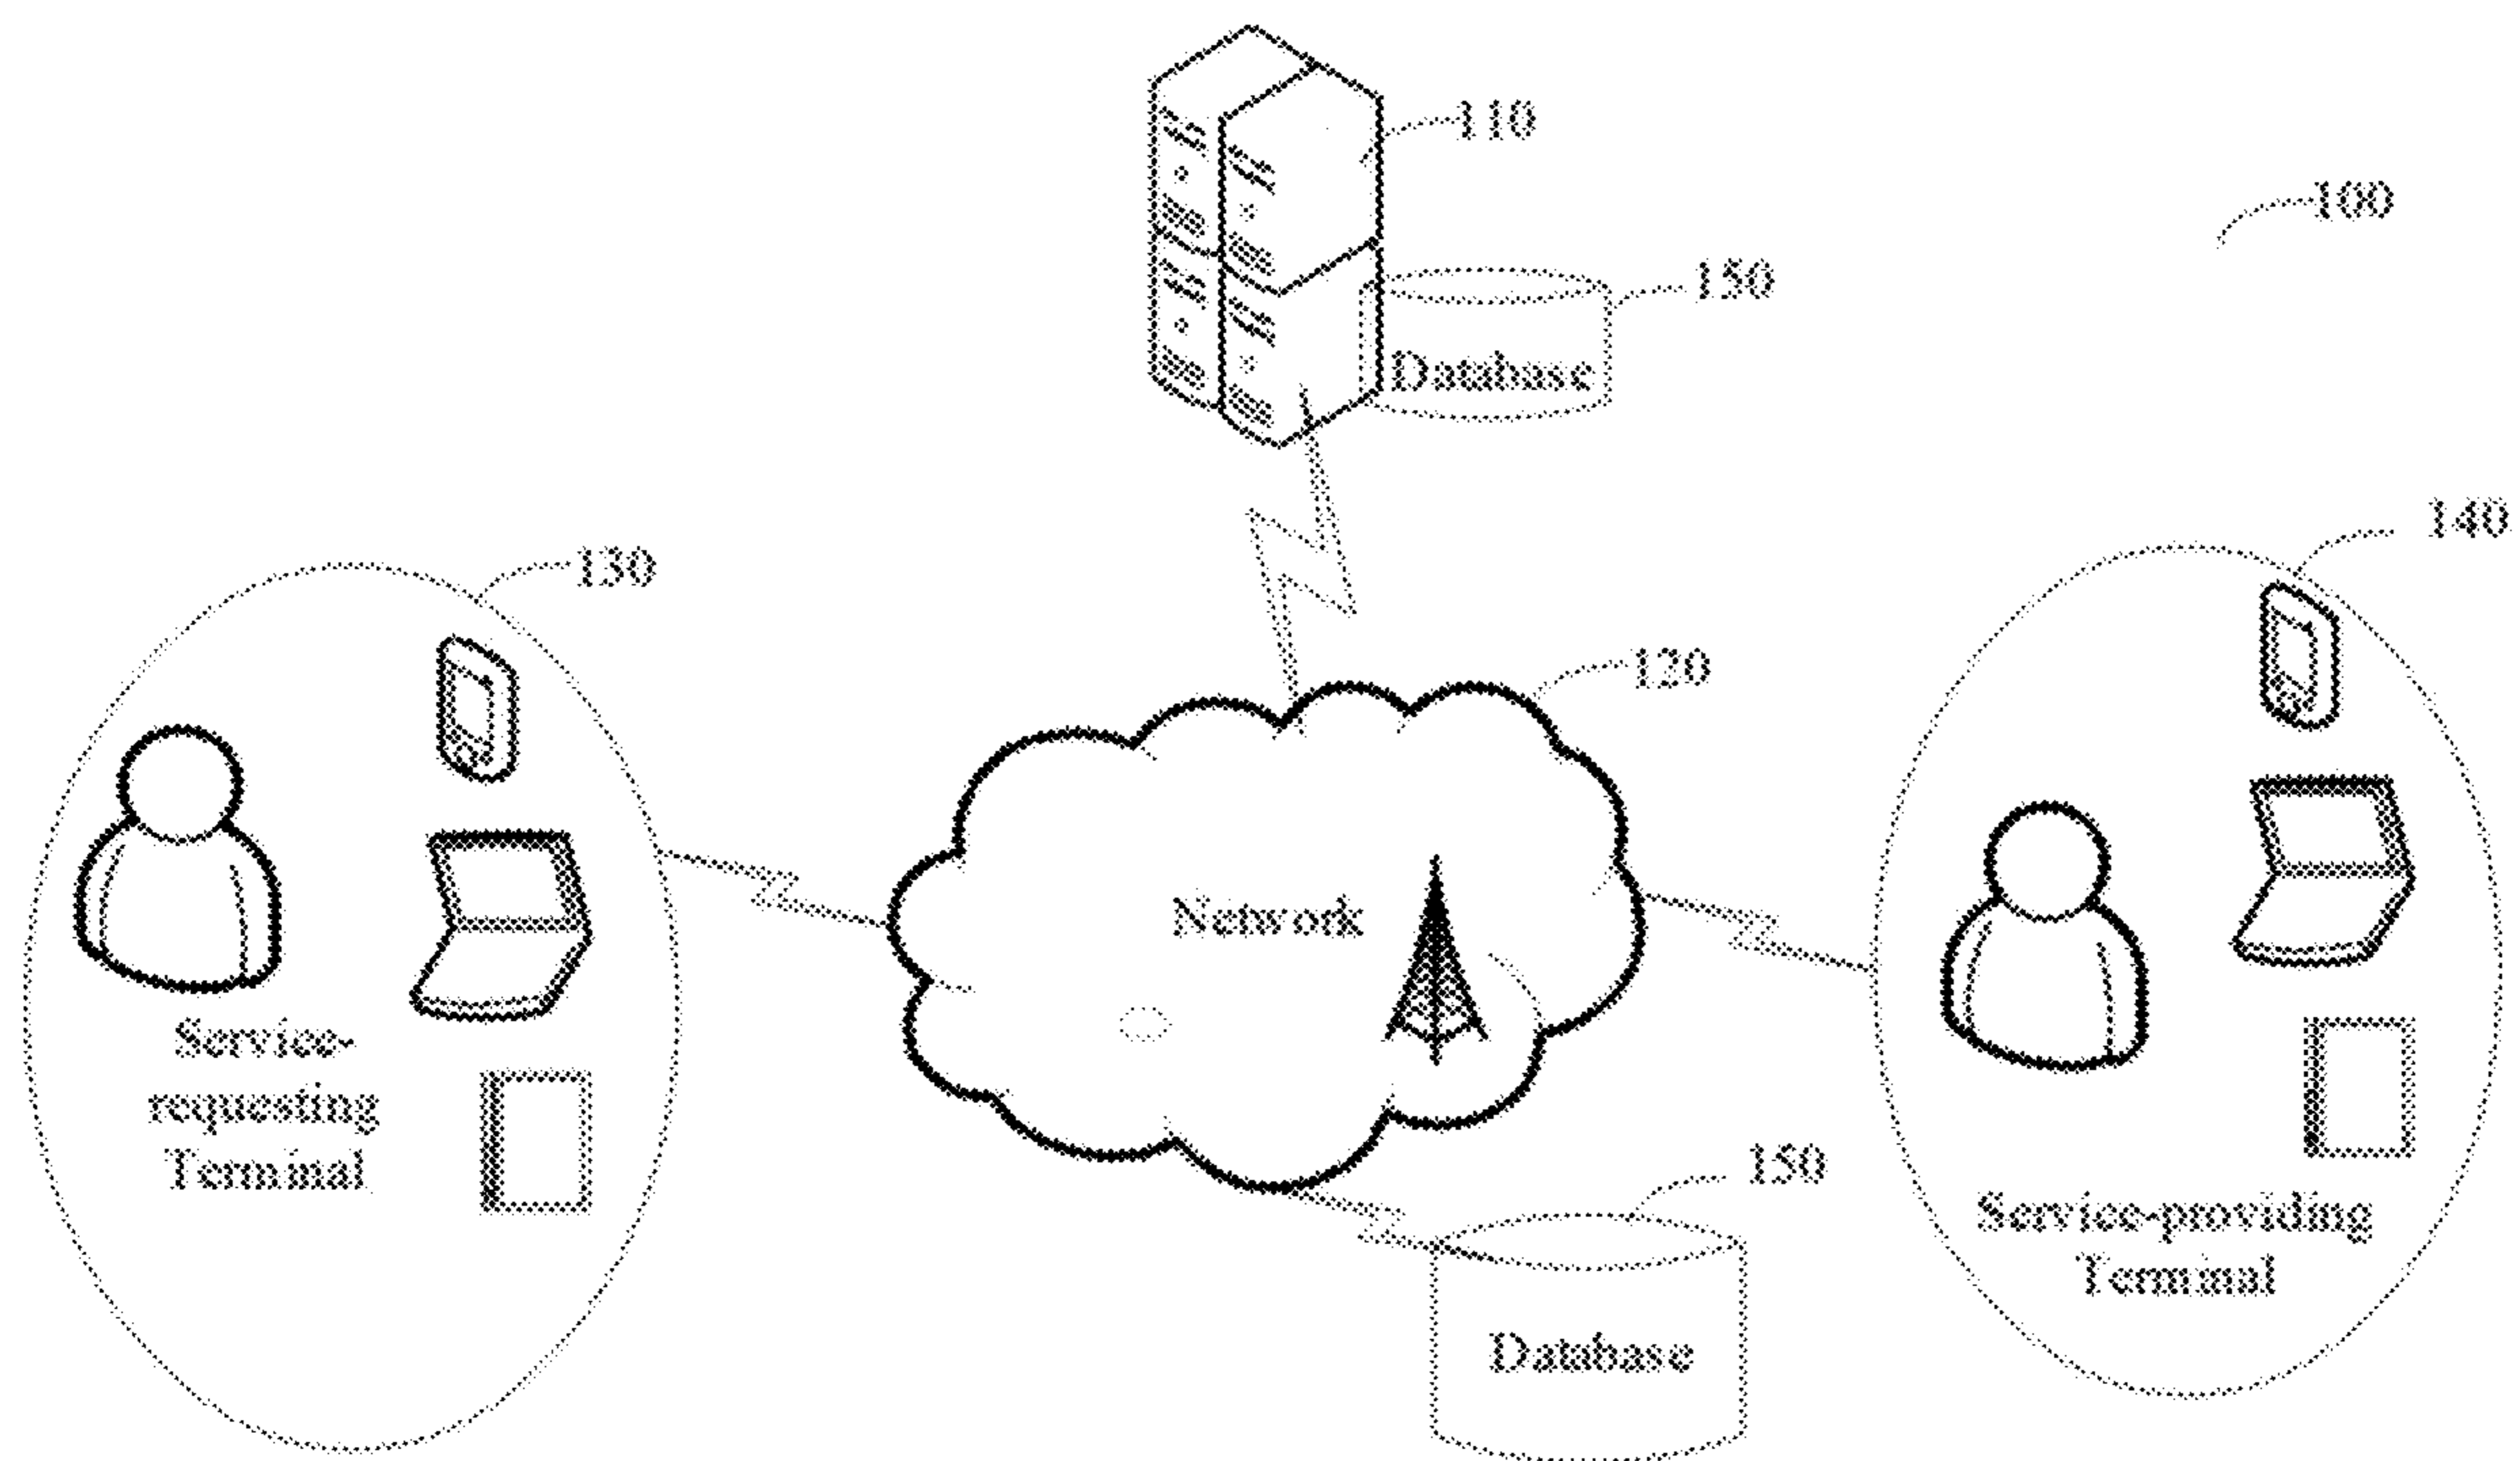 110
100
150
Database
140
130
120
Network
Service-
requesting
Terminal
150
Service-providing
Terminal
Database